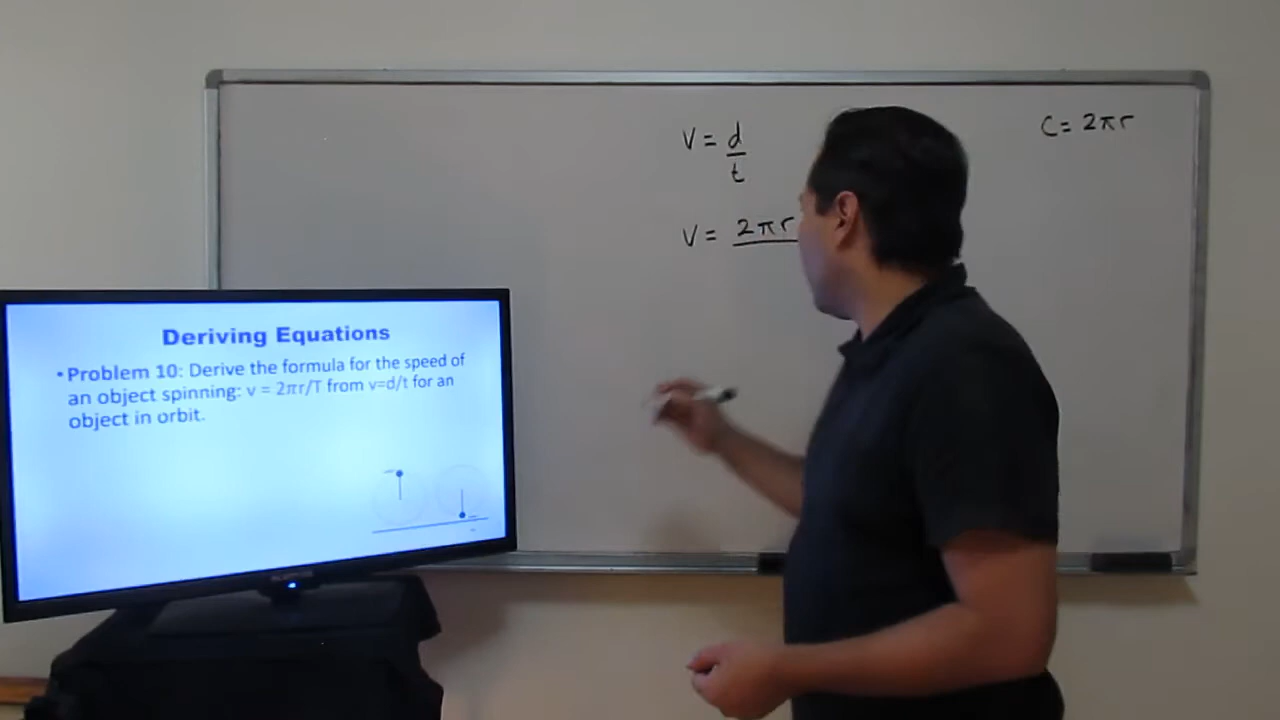 V = d/t
C = 2πr
V = 2πr
Deriving Equations
• Problem 10: Derive the formula for the speed of
an object spinning: v = 2πr/T from v=d/t for an
object in orbit.